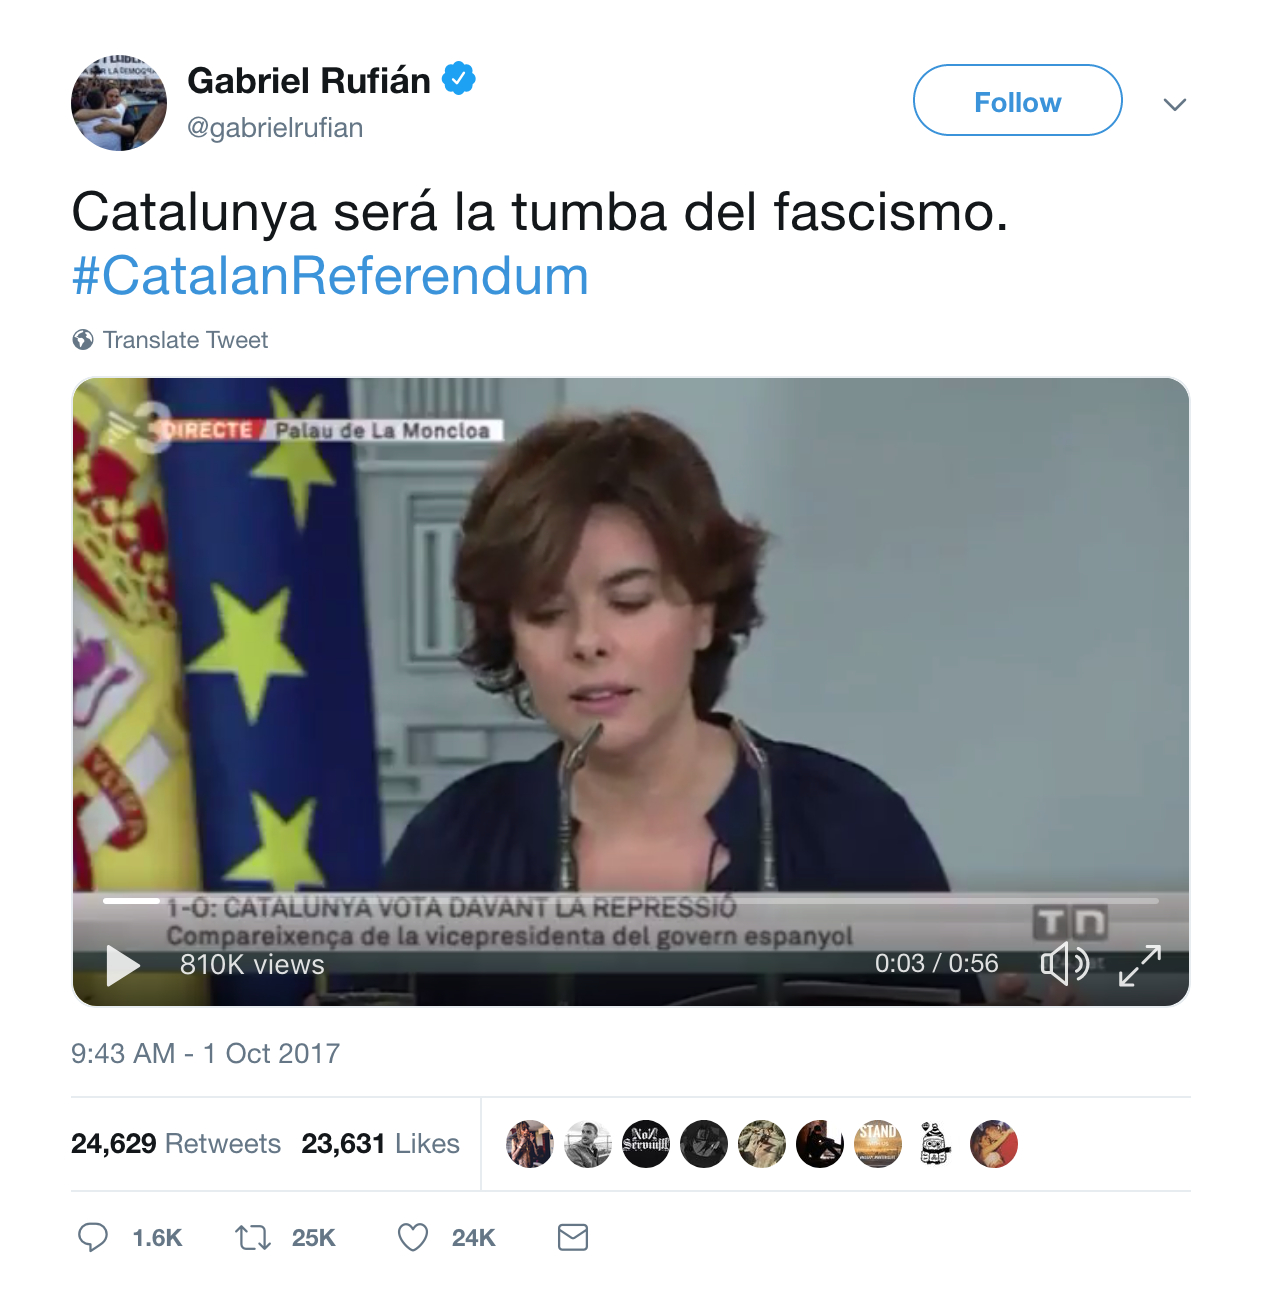 Gabriel Rufián
@gabrielrufian
Follow
Catalunya será la tumba del fascismo.
#CatalanReferendum
Translate Tweet
3
DIRECTE / Palau de La Moncloa
1-O: CATALUNYA VOTA DAVANT LA REPRESSIÓ
Compareixença de la vicepresidenta del govern espanyol
TN
810K views
0:03 / 0:56
9:43 AM - 1 Oct 2017
24,629 Retweets 23,631 Likes
STAND
1.6K 25K 24K